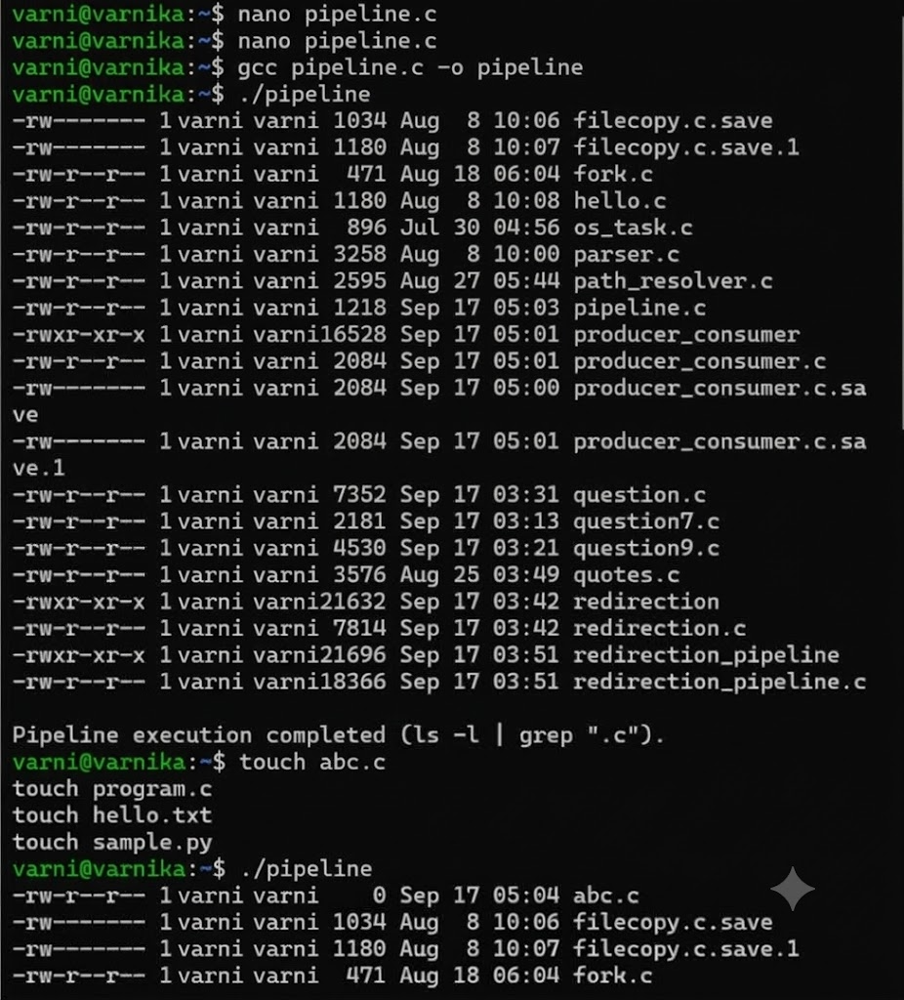 varni@varnika:~$ nano pipeline.c
varni@varnika:~$ nano pipeline.c
varni@varnika:~$ gcc pipeline.c -o pipeline
varni@varnika:~$ ./pipeline
-rw------- 1 varni varni 1034 Aug  8 10:06 filecopy.c.save
-rw------- 1 varni varni 1180 Aug  8 10:07 filecopy.c.save.1
-rw-r--r-- 1 varni varni  471 Aug 18 06:04 fork.c
-rw-r--r-- 1 varni varni 1180 Aug  8 10:08 hello.c
-rw-r--r-- 1 varni varni  896 Jul 30 04:56 os_task.c
-rw-r--r-- 1 varni varni 3258 Aug  8 10:00 parser.c
-rw-r--r-- 1 varni varni 2595 Aug 27 05:44 path_resolver.c
-rw-r--r-- 1 varni varni 1218 Sep 17 05:03 pipeline.c
-rwxr-xr-x 1 varni varni16528 Sep 17 05:01 producer_consumer
-rw-r--r-- 1 varni varni 2084 Sep 17 05:01 producer_consumer.c
-rw------- 1 varni varni 2084 Sep 17 05:00 producer_consumer.c.sa
ve
-rw------- 1 varni varni 2084 Sep 17 05:01 producer_consumer.c.sa
ve.1
-rw-r--r-- 1 varni varni 7352 Sep 17 03:31 question.c
-rw-r--r-- 1 varni varni 2181 Sep 17 03:13 question7.c
-rw-r--r-- 1 varni varni 4530 Sep 17 03:21 question9.c
-rw-r--r-- 1 varni varni 3576 Aug 25 03:49 quotes.c
-rwxr-xr-x 1 varni varni21632 Sep 17 03:42 redirection
-rw-r--r-- 1 varni varni 7814 Sep 17 03:42 redirection.c
-rwxr-xr-x 1 varni varni21696 Sep 17 03:51 redirection_pipeline
-rw-r--r-- 1 varni varni18366 Sep 17 03:51 redirection_pipeline.c
Pipeline execution completed (ls -l | grep ".c").
varni@varnika:~$ touch abc.c
touch program.c
touch hello.txt
touch sample.py
varni@varnika:~$ ./pipeline
-rw-r--r-- 1 varni varni    0 Sep 17 05:04 abc.c
-rw------- 1 varni varni 1034 Aug  8 10:06 filecopy.c.save
-rw------- 1 varni varni 1180 Aug  8 10:07 filecopy.c.save.1
-rw-r--r-- 1 varni varni  471 Aug 18 06:04 fork.c